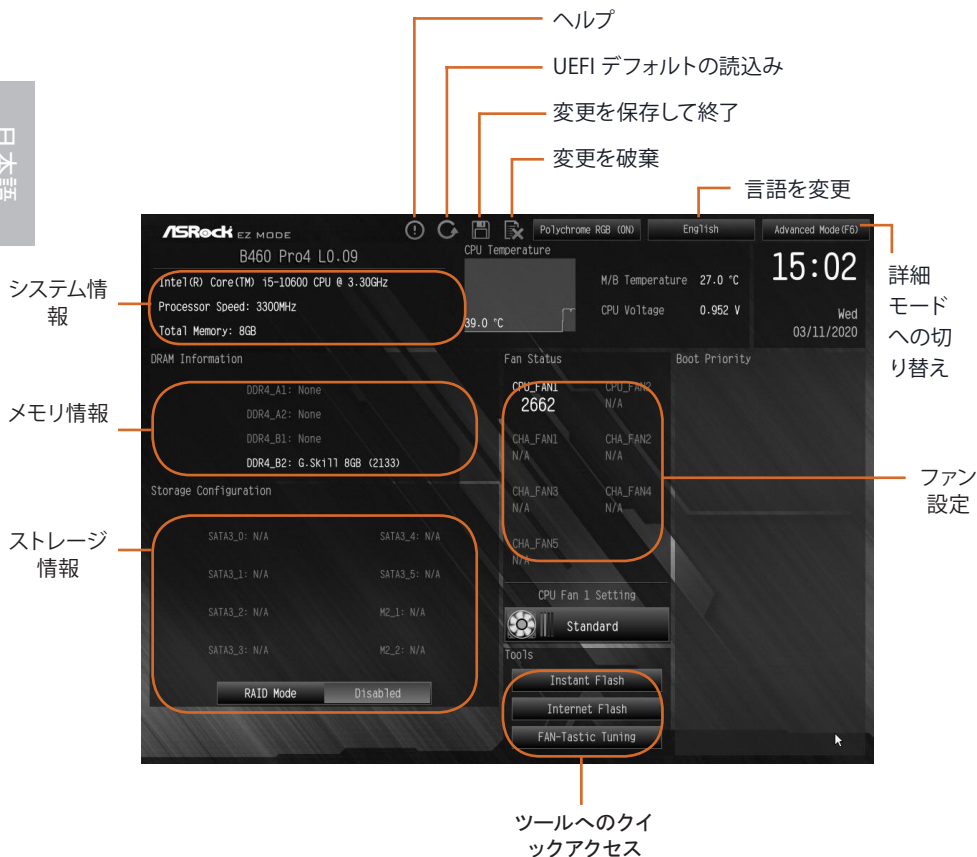 ヘルプ
UEFI デフォルトの読込み
変更を保存して終了
変更を破棄
言語を変更
日本語
ASRock EZ MODE
Polychrome RGB (ON)
English
Advanced Mode(F6)
B460 Pro4 L0.09
Intel(R) Core(TM) i5-10600 CPU @ 3.30GHz
Processor Speed: 3300MHz
Total Memory: 8GB
CPU Temperature
39.0 °C
M/B Temperature 27.0 °C
CPU Voltage 0.952 V
15:02
Wed
03/11/2020
システム情
報
詳細
モード
への切
り替え
DRAM Information
DDR4_A1: None
DDR4_A2: None
DDR4_B1: None
DDR4_B2: G.Skill 8GB (2133)
メモリ情報
Fan Status
CPU_FAN1
2662
CPU_FAN2
N/A
CHA_FAN1
N/A
CHA_FAN2
N/A
CHA_FAN3
N/A
CHA_FAN4
N/A
CHA_FAN5
N/A
Boot Priority
ファン
設定
Storage Configuration
SATA3_0: N/A
SATA3_4: N/A
SATA3_1: N/A
SATA3_5: N/A
SATA3_2: N/A
M2_1: N/A
SATA3_3: N/A
M2_2: N/A
RAID Mode
Disabled
ストレージ
情報
CPU Fan 1 Setting
Standard
Tools
Instant Flash
Internet Flash
FAN-Tastic Tuning
ツールへのクイ
ックアクセス